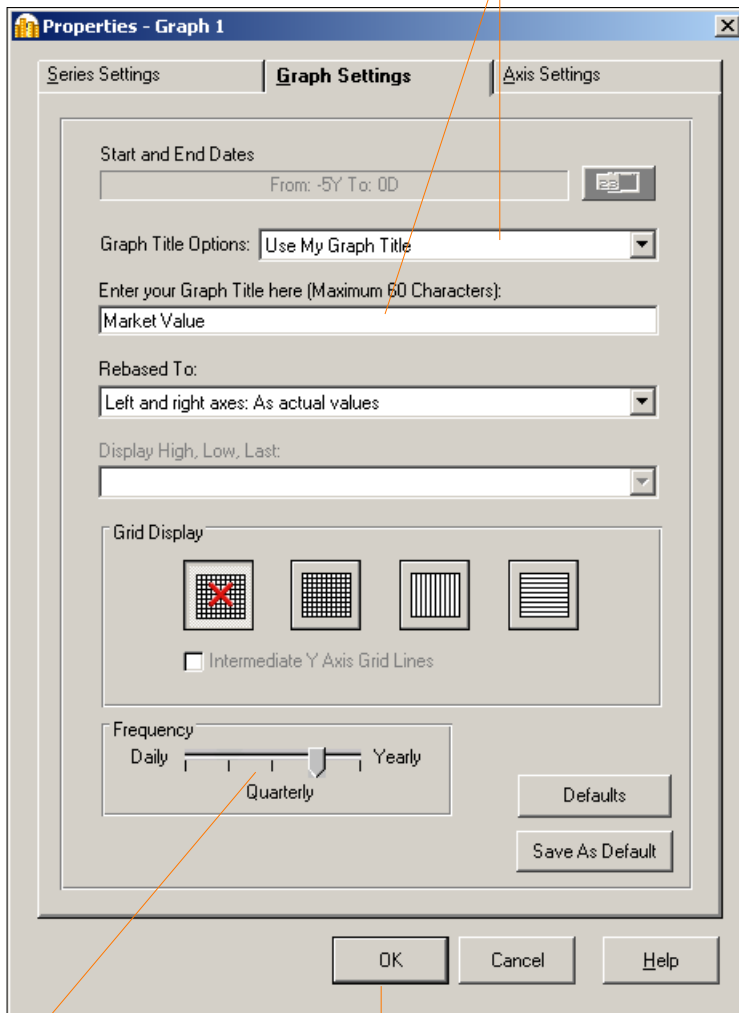 Properties - Graph 1
Series Settings
Graph Settings
Axis Settings
Start and End Dates
From: -5Y To: 0D
Graph Title Options: Use My Graph Title
Enter your Graph Title here (Maximum 60 Characters):
Market Value
Rebased To:
Left and right axes: As actual values
Display High, Low, Last:
Grid Display
Intermediate Y Axis Grid Lines
Frequency
Daily Yearly
Quarterly
Defaults
Save As Default
OK Cancel Help